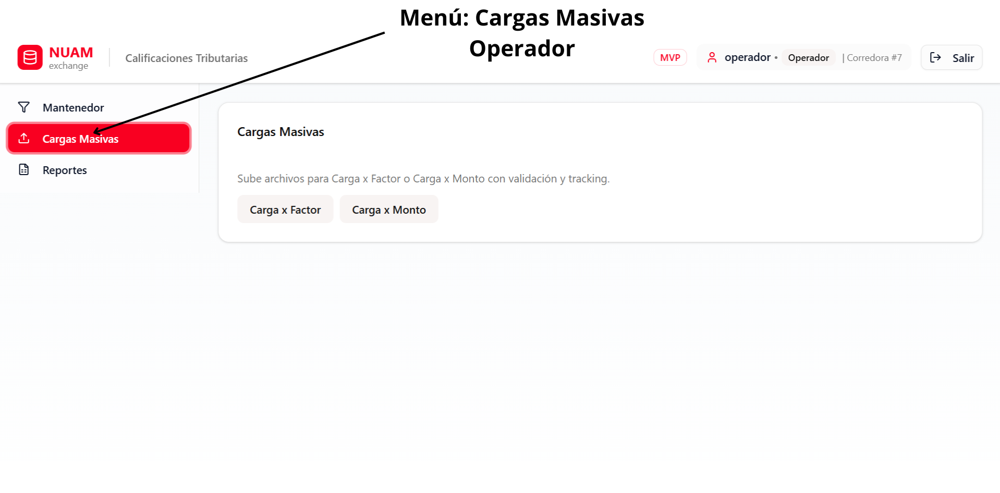 Menú: Cargas Masivas
Operador
NUAM
exchange
Calificaciones Tributarias
MVP
operador • Operador | Corredora #7
Salir
Mantenedor
Cargas Masivas
Reportes
Cargas Masivas
Sube archivos para Carga x Factor o Carga x Monto con validación y tracking.
Carga x Factor
Carga x Monto